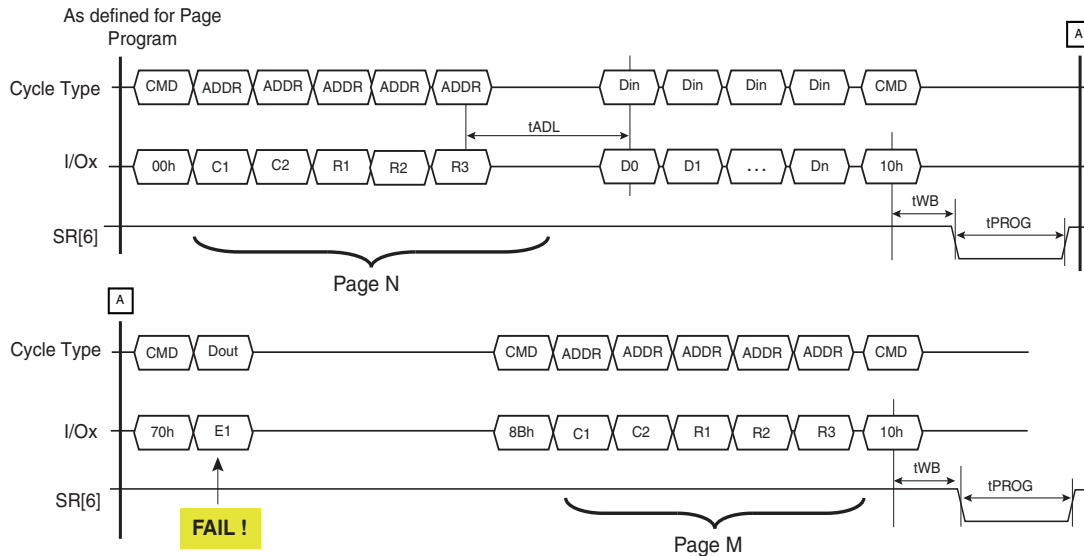 As defined for Page
Program
A
Cycle Type CMD ADDR ADDR ADDR ADDR ADDR Din Din Din Din CMD
tADL
I/Ox 00h C1 C2 R1 R2 R3 D0 D1 ... Dn 10h
tWB
tPROG
SR[6]
Page N
A
Cycle Type CMD Dout CMD ADDR ADDR ADDR ADDR ADDR CMD
I/Ox 70h E1 8Bh C1 C2 R1 R2 R3 10h
tWB
tPROG
SR[6]
FAIL !
Page M